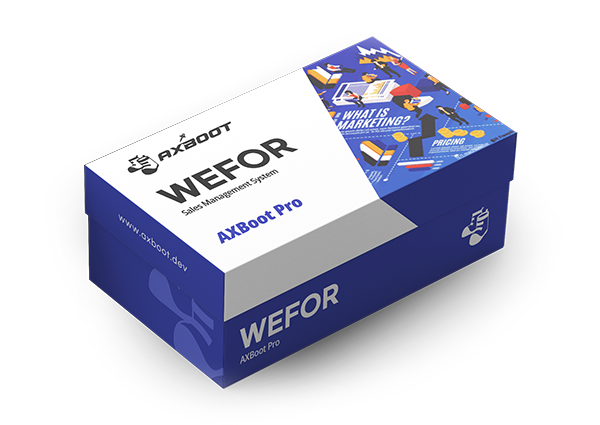 AXBOOT
WEFOR
Sales Management System
AXBoot Pro
WHAT IS
MARKETING?
PRICING
www.axboot.dev
WEFOR
AXBoot Pro